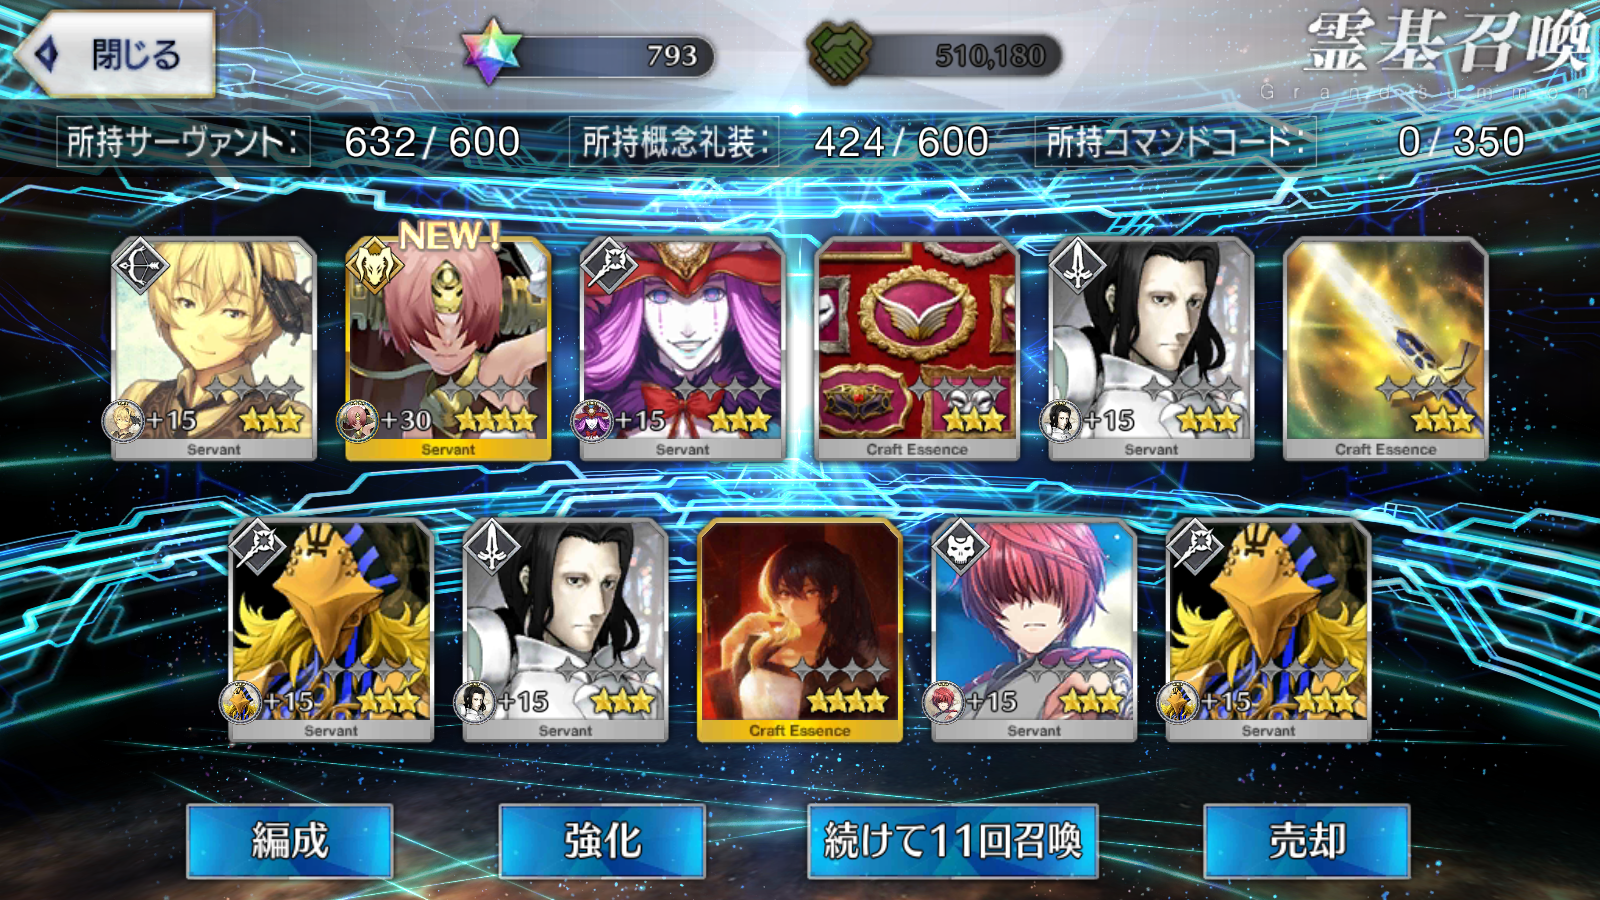 閉じる
793
510,180
霊基召喚
Grand summon
所持サーヴァント: 632 / 600
所持概念礼装: 424 / 600
所持コマンドコード: 0 / 350
NEW!
+15
+30
+15
+15
Servant
Servant
Servant
Craft Essence
Servant
Craft Essence
+15
+15
+15
+15
Servant
Servant
Craft Essence
Servant
Servant
編成
強化
続けて11回召喚
売却